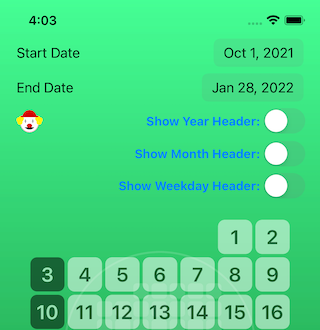 4:03
Start Date Oct 1, 2021
End Date Jan 28, 2022
Show Year Header:
Show Month Header:
Show Weekday Header:
1 2
3 4 5 6 7 8 9
10 11 12 13 14 15 16